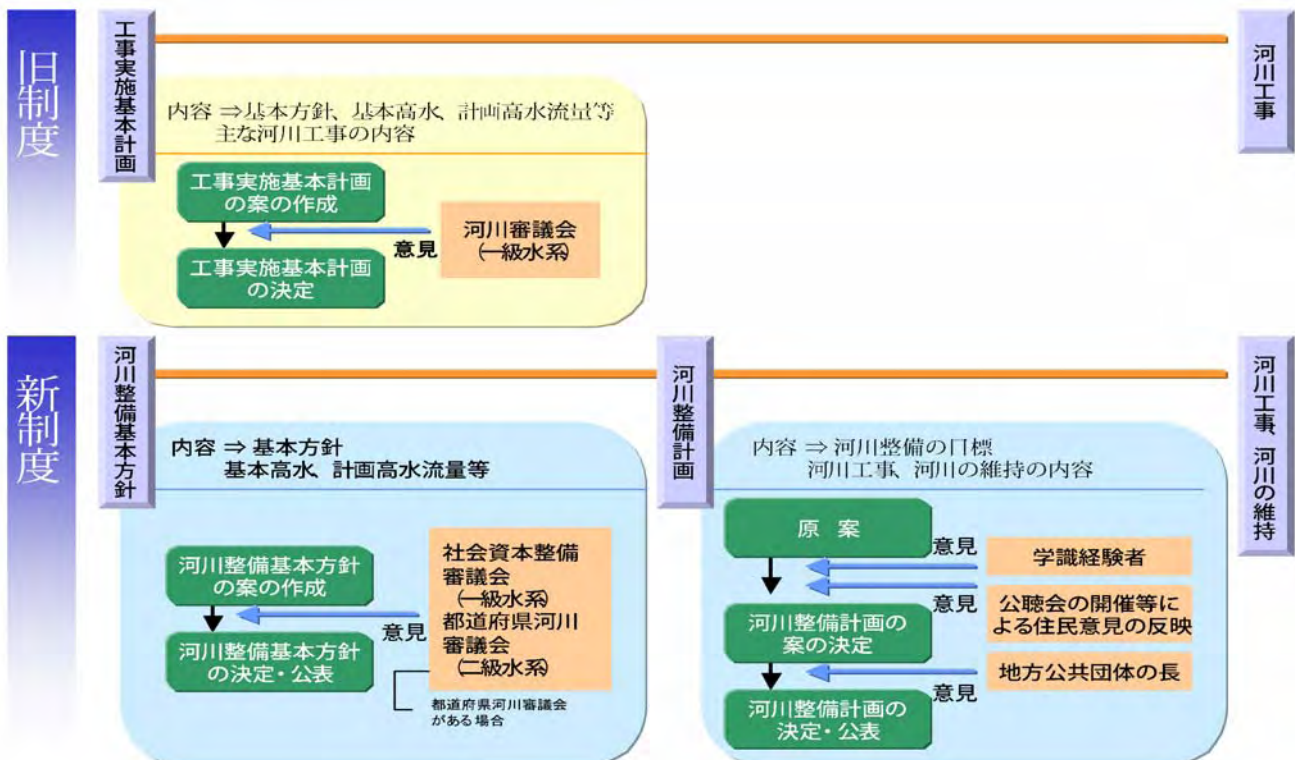 旧制度
工事実施基本計画
河川工事
内容 ⇒基本方針、基本高水、計画高水流量等
主な河川工事の内容
工事実施基本計画
の案の作成
意見
河川審議会
(一級水系)
工事実施基本計画
の決定
新制度
河川整備基本方針
河川整備計画
河川工事、河川の維持
内容 ⇒ 基本方針
基本高水、計画高水流量等
河川整備基本方針
の案の作成
意見
社会資本整備
審議会
(一級水系)
都道府県河川
審議会
(二級水系)
都道府県河川審議会
がある場合
河川整備基本方針
の決定・公表
内容 ⇒ 河川整備の目標
河川工事、河川の維持の内容
原 案
意見
学識経験者
意見
公聴会の開催等に
よる住民意見の反映
河川整備計画の
案の決定
意見
地方公共団体の長
河川整備計画の
決定・公表